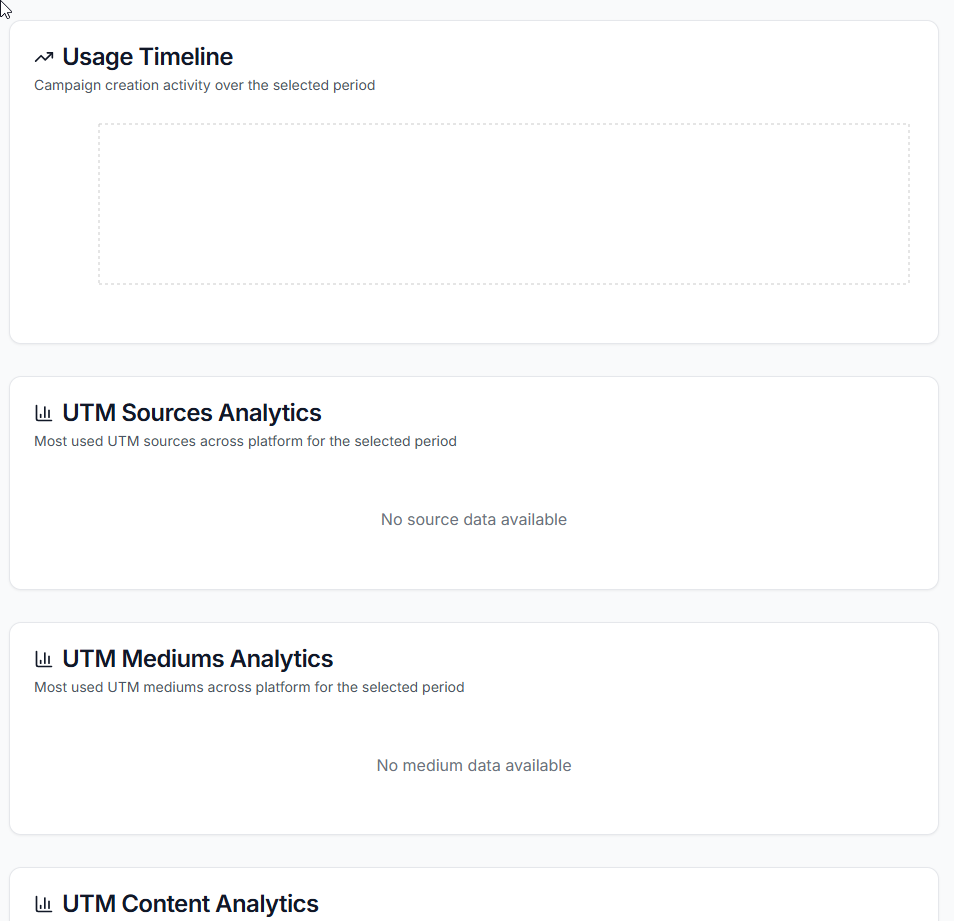 Usage Timeline
Campaign creation activity over the selected period
UTM Sources Analytics
Most used UTM sources across platform for the selected period
No source data available
UTM Mediums Analytics
Most used UTM mediums across platform for the selected period
No medium data available
UTM Content Analytics